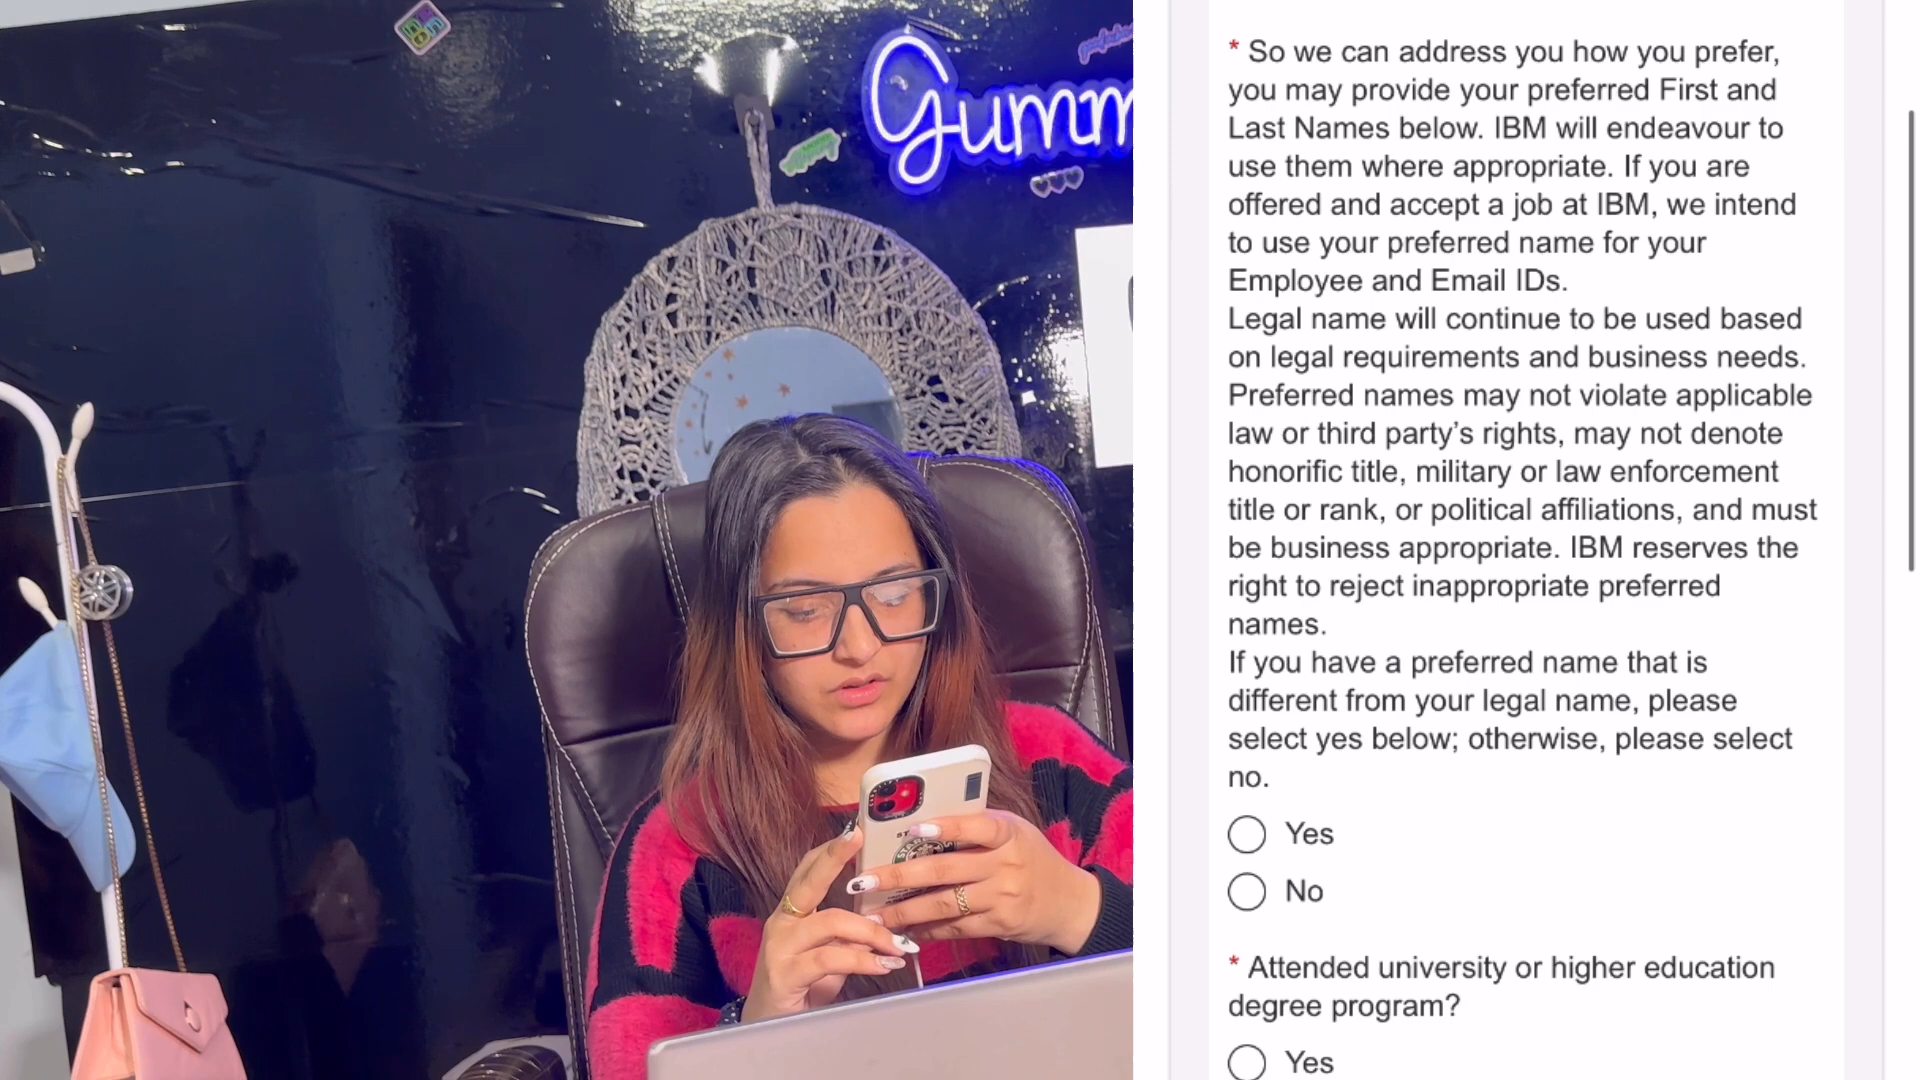 Gumm
* So we can address you how you prefer,
you may provide your preferred First and
Last Names below. IBM will endeavour to
use them where appropriate. If you are
offered and accept a job at IBM, we intend
to use your preferred name for your
Employee and Email IDs.
Legal name will continue to be used based
on legal requirements and business needs.
Preferred names may not violate applicable
law or third party’s rights, may not denote
honorific title, military or law enforcement
title or rank, or political affiliations, and must
be business appropriate. IBM reserves the
right to reject inappropriate preferred
names.
If you have a preferred name that is
different from your legal name, please
select yes below; otherwise, please select
no.
Yes
No
* Attended university or higher education
degree program?
Yes